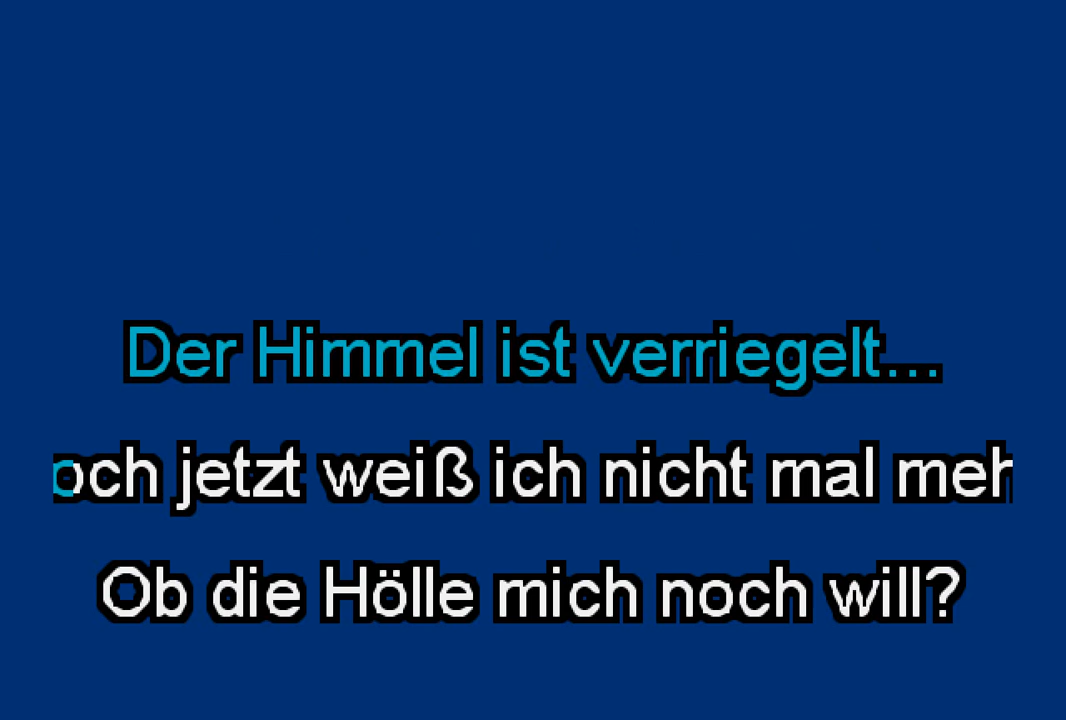 Der Himmel ist verriegelt...
och jetzt weiß ich nicht mal meh
Ob die Hölle mich noch will?